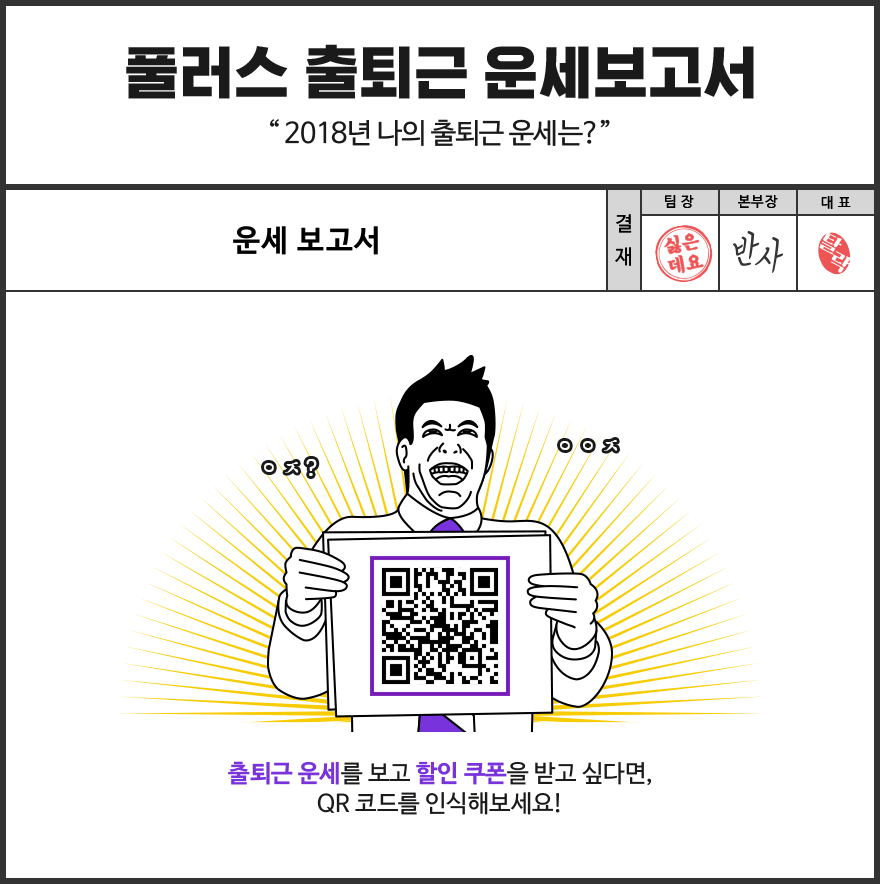 풀러스 출퇴근 운세보고서
“ 2018년 나의 출퇴근 운세는? ”
운세 보고서
결
재
팀 장
본부장
대 표
싫은
데요
반사
ㅇㅈ?
ㅇㅇㅈ
출퇴근 운세를 보고 할인 쿠폰을 받고 싶다면,
QR 코드를 인식해보세요!